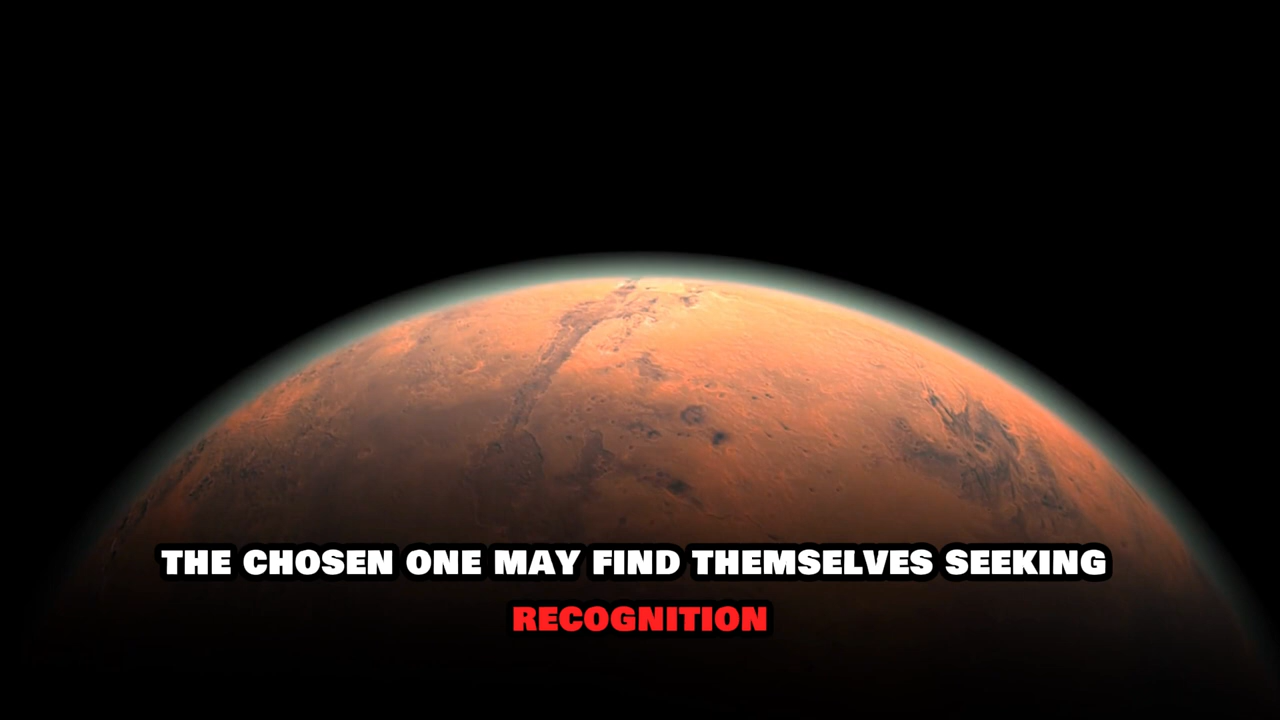 THE CHOSEN ONE MAY FIND THEMSELVES SEEKING
RECOGNITION